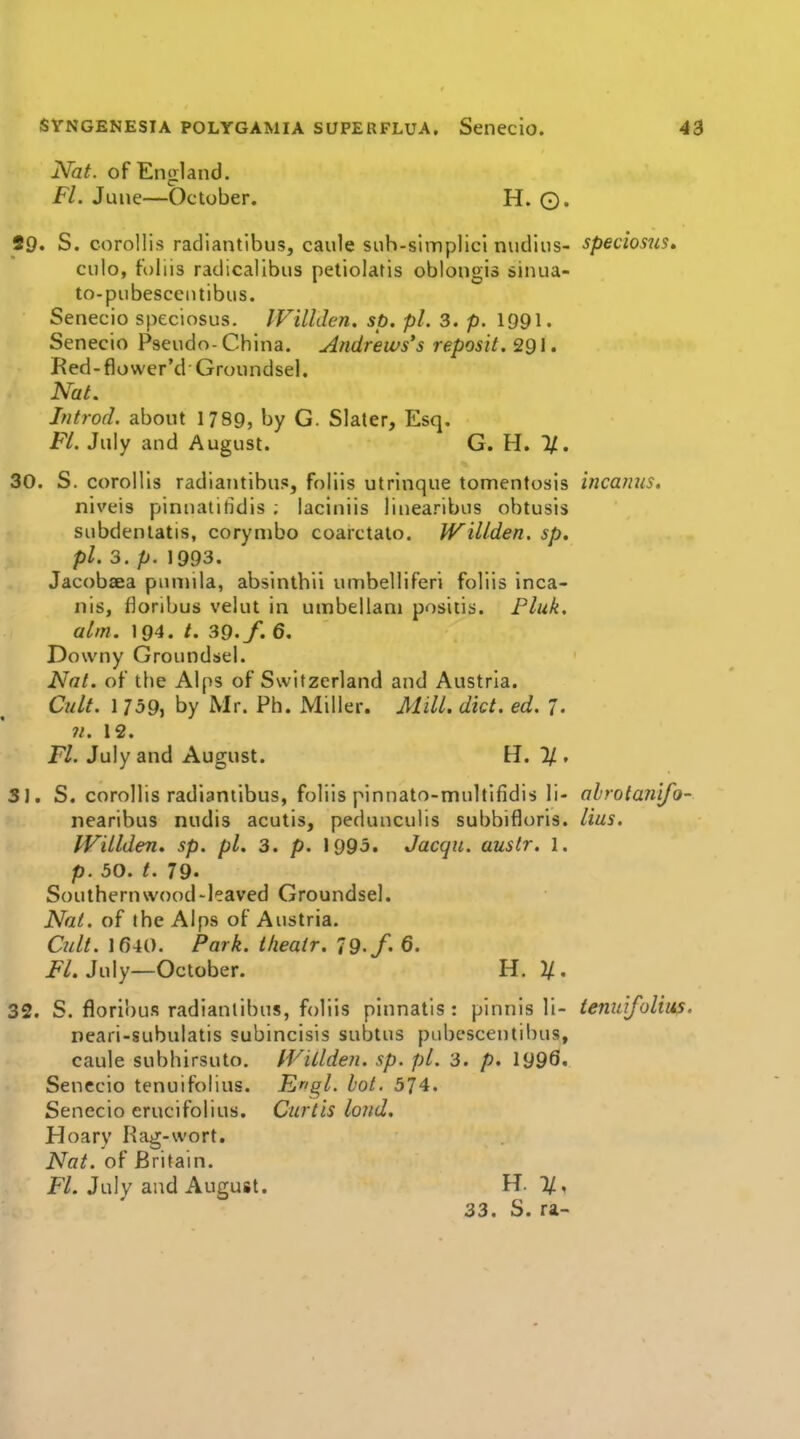 SYNGENESIA POLYGAMIA SUPERFLUA. Senecio. 43
Nat. of England.
Fl. June—October. H. ☉.
29. S. corollis radiantibus, caule sub-simplici nudius- speciosus.
culo, foliis radicalibus petiolatis oblongis sinua-
to-pubescentibus.
Senecio speciosus. Willden. sp. pl. 3. p. 1991.
Senecio Pseudo-China. Andrews's reposit. 291.
Red-flower'd Groundsel.
Nat.
Introd. about 1789, by G. Slater, Esq.
Fl. July and August. G. H. ♃.
30. S. corollis radiantibus, foliis utrinque tomentosis incanus.
niveis pinnatifidis ; laciniis linearibus obtusis
subdentatis, corymbo coarctato. Willden. sp.
pl. 3. p. 1993.
Jacobæa pumila, absinthii umbelliferi foliis inca-
nis, floribus velut in umbellam positis. Pluk.
alm. 194. t. 39. f. 6.
Downy Groundsel.
Nat. of the Alps of Switzerland and Austria.
Cult. 1759, by Mr. Ph. Miller. Mill. dict. ed. 7.
n. 12.
Fl. July and August. H. ♃.
31. S. corollis radiantibus, foliis pinnato-multifidis li- abrotanifo-
nearibus nudis acutis, pedunculis subbifloris. lius.
Willden. sp. pl. 3. p. 1995. Jacqu. austr. 1.
p. 50. t. 79.
Southernwood-leaved Groundsel.
Nat. of the Alps of Austria.
Cult. 1640. Park. theatr. 79. f. 6.
Fl. July—October. H. ♃.
32. S. floribus radiantibus, foliis pinnatis : pinnis li- tenuifolius.
neari-subulatis subincisis subtus pubescentibus,
caule subhirsuto. Willden. sp. pl. 3. p. 1996.
Senecio tenuifolius. Engl. bot. 574.
Senecio erucifolius. Curtis lond.
Hoary Rag-wort.
Nat. of Britain.
Fl. July and August. H. ♃.
33. S. ra-